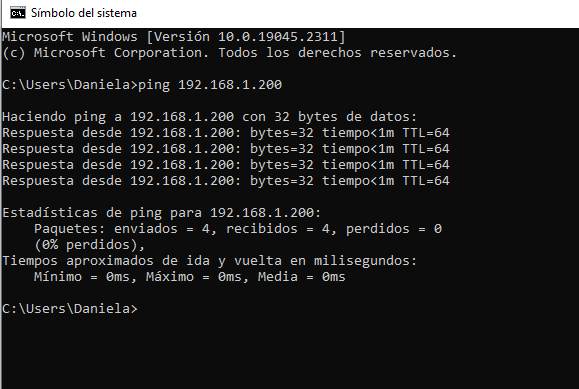 Símbolo del sistema
Microsoft Windows [Versión 10.0.19045.2311]
(c) Microsoft Corporation. Todos los derechos reservados.
C:\Users\Daniela>ping 192.168.1.200
Haciendo ping a 192.168.1.200 con 32 bytes de datos:
Respuesta desde 192.168.1.200: bytes=32 tiempo<1m TTL=64
Respuesta desde 192.168.1.200: bytes=32 tiempo<1m TTL=64
Respuesta desde 192.168.1.200: bytes=32 tiempo<1m TTL=64
Respuesta desde 192.168.1.200: bytes=32 tiempo<1m TTL=64
Estadísticas de ping para 192.168.1.200:
    Paquetes: enviados = 4, recibidos = 4, perdidos = 0
    (0% perdidos),
Tiempos aproximados de ida y vuelta en milisegundos:
    Mínimo = 0ms, Máximo = 0ms, Media = 0ms
C:\Users\Daniela>